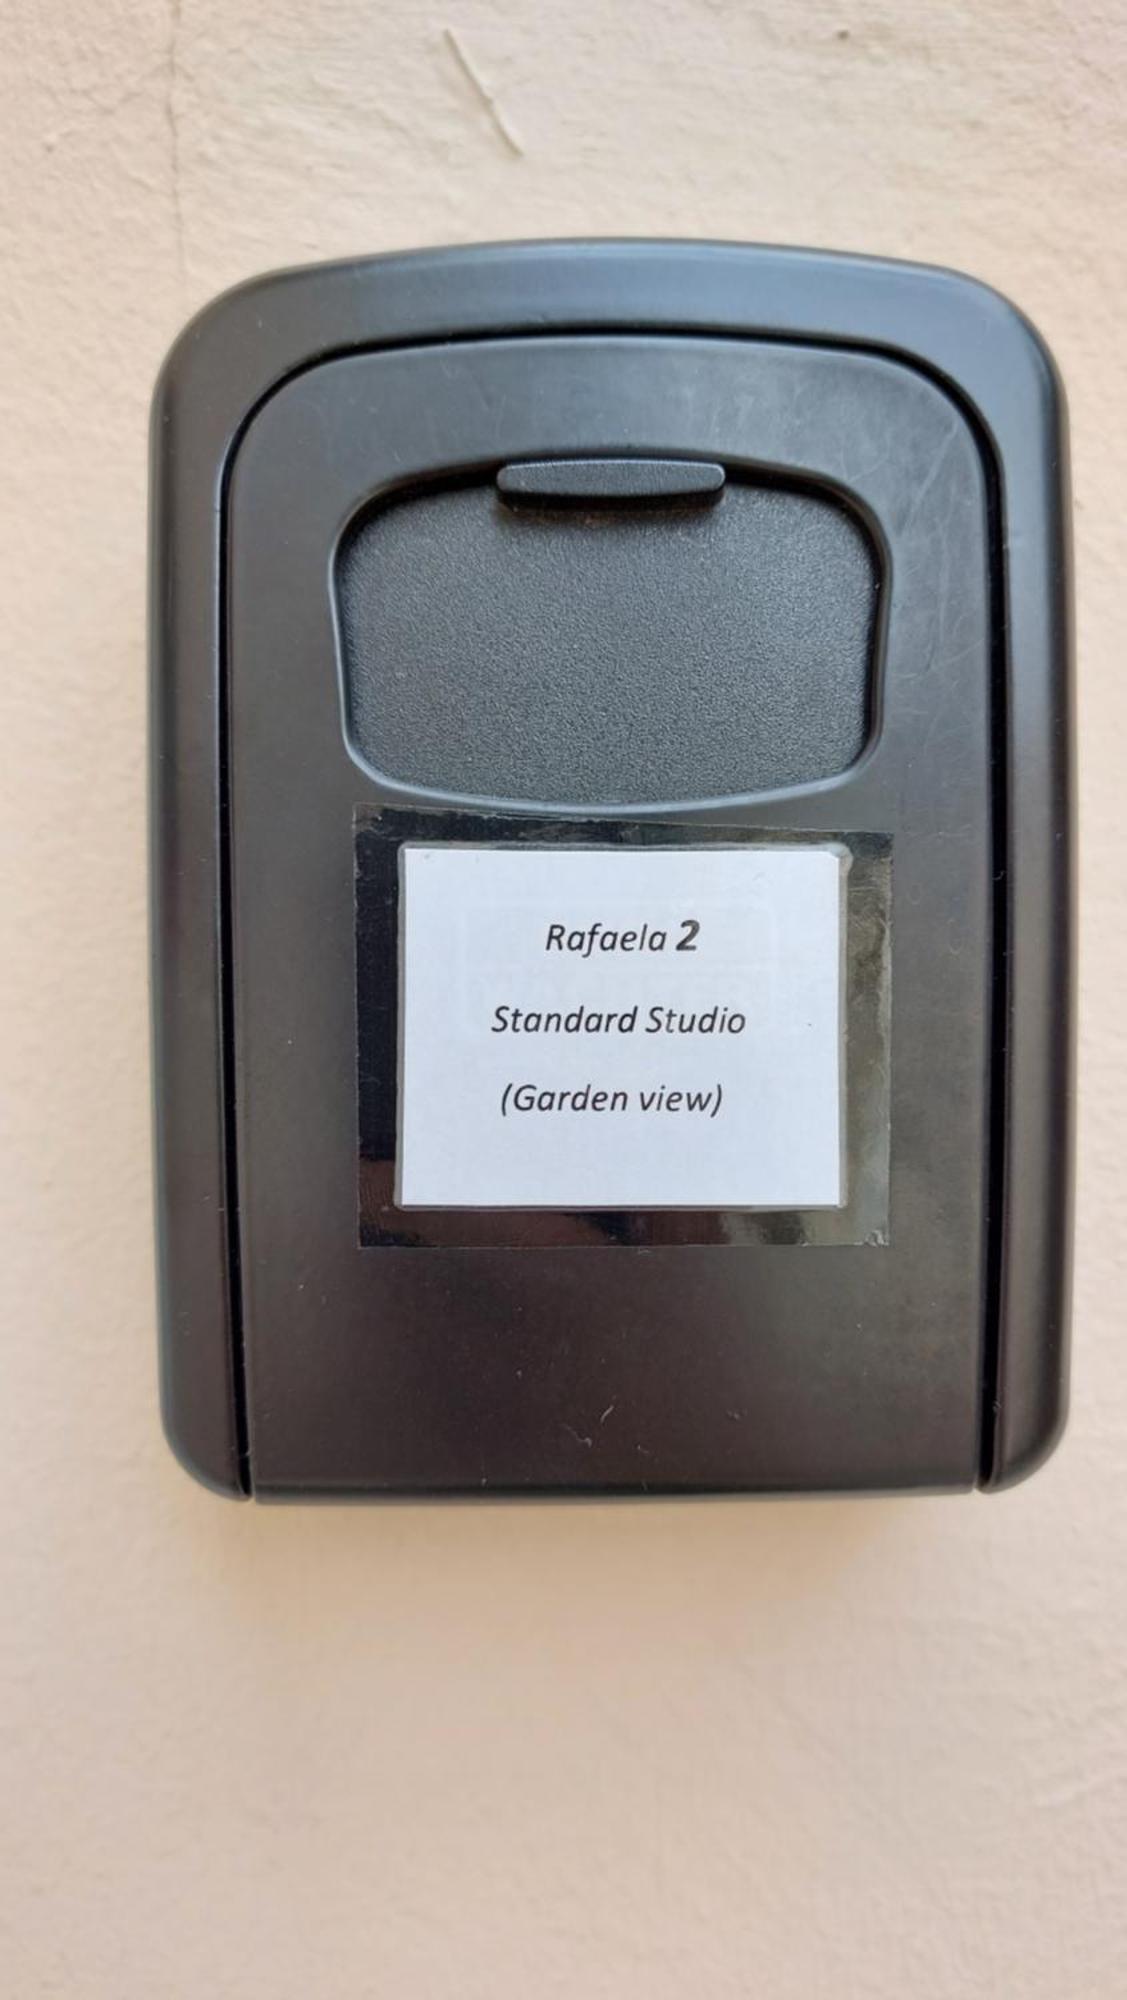 Rafaela 2
Standard Studio
(Garden view)